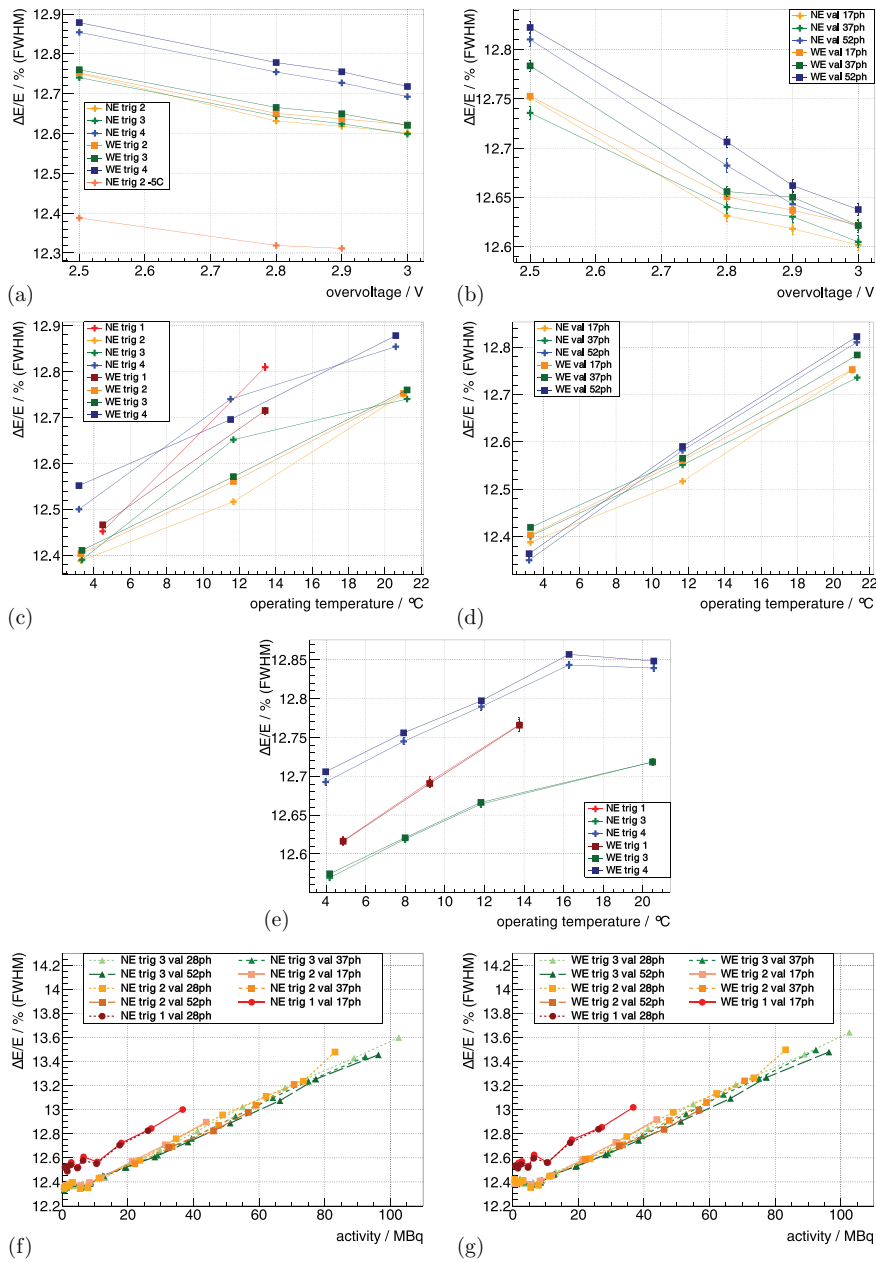 ΔE/E / % (FWHM)
12.9
12.8
12.7
12.6
12.5
12.4
12.3
NE trig 2
NE trig 3
NE trig 4
WE trig 2
WE trig 3
WE trig 4
NE trig 2 -5C
2.5 2.6 2.7 2.8 2.9 3
overvoltage / V
(a)
ΔE/E / % (FWHM)
12.8
12.75
12.7
12.65
12.6
NE val 17ph
NE val 37ph
NE val 52ph
WE val 17ph
WE val 37ph
WE val 52ph
2.5 2.6 2.7 2.8 2.9 3
overvoltage / V
(b)
ΔE/E / % (FWHM)
12.9
12.8
12.7
12.6
12.5
12.4
NE trig 1
NE trig 2
NE trig 3
NE trig 4
WE trig 1
WE trig 2
WE trig 3
WE trig 4
4 6 8 10 12 14 16 18 20 22
operating temperature / ºC
(c)
ΔE/E / % (FWHM)
12.8
12.7
12.6
12.5
12.4
NE val 17ph
NE val 37ph
NE val 52ph
WE val 17ph
WE val 37ph
WE val 52ph
4 6 8 10 12 14 16 18 20 22
operating temperature / ºC
(d)
ΔE/E / % (FWHM)
12.85
12.8
12.75
12.7
12.65
12.6
NE trig 1
NE trig 3
NE trig 4
WE trig 1
WE trig 3
WE trig 4
4 6 8 10 12 14 16 18 20
operating temperature / ºC
(e)
ΔE/E / % (FWHM)
14.2
14
13.8
13.6
13.4
13.2
13
12.8
12.6
12.4
12.2
NE trig 3 val 28ph NE trig 3 val 37ph
NE trig 3 val 52ph NE trig 2 val 17ph
NE trig 2 val 28ph NE trig 2 val 37ph
NE trig 2 val 52ph NE trig 1 val 17ph
NE trig 1 val 28ph
0 20 40 60 80 100
activity / MBq
(f)
ΔE/E / % (FWHM)
14.2
14
13.8
13.6
13.4
13.2
13
12.8
12.6
12.4
12.2
WE trig 3 val 28ph WE trig 3 val 37ph
WE trig 3 val 52ph WE trig 2 val 17ph
WE trig 2 val 28ph WE trig 2 val 37ph
WE trig 2 val 52ph WE trig 1 val 17ph
WE trig 1 val 28ph
0 20 40 60 80 100
activity / MBq
(g)